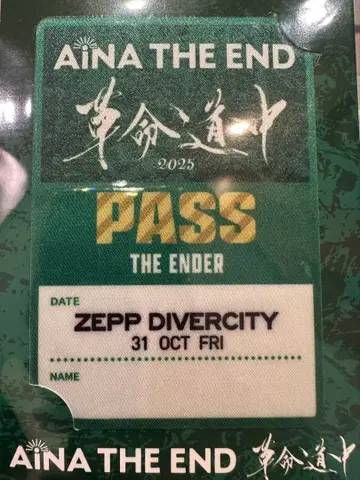 AiNA THE END
革命道中
2025
PASS
THE ENDER
DATE
ZEPP DIVERCITY
31 OCT FRI
NAME
AiNA THE END 革命道中